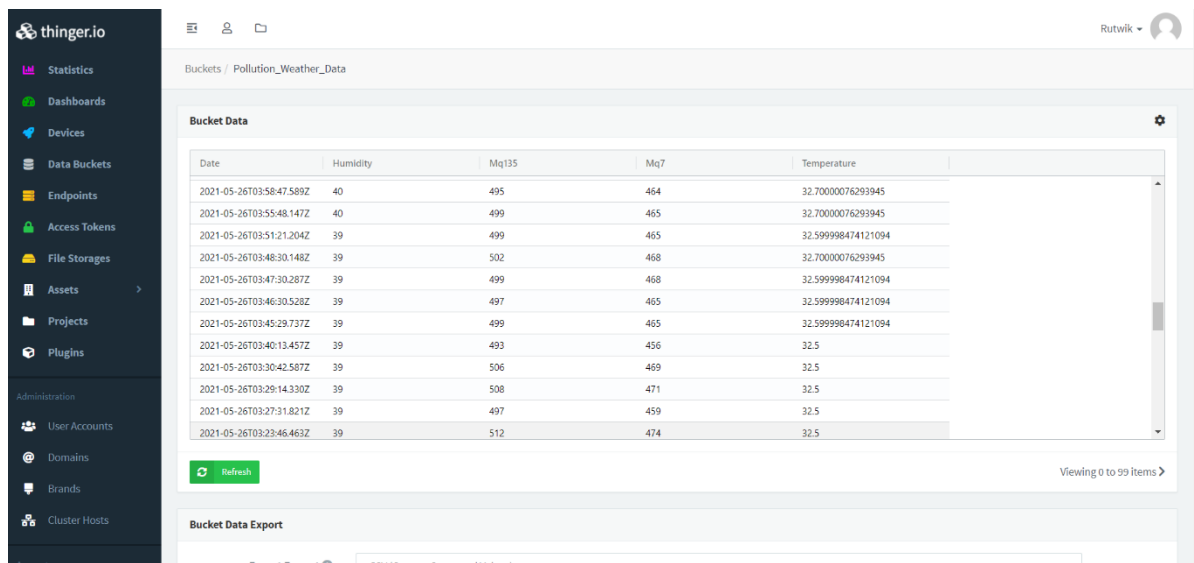 thinger.io
Rutwik
Statistics
Dashboards
Devices
Data Buckets
Endpoints
Access Tokens
File Storages
Assets
Projects
Plugins
Administration
User Accounts
Domains
Brands
Cluster Hosts
Buckets / Pollution_Weather_Data
Bucket Data
Date Humidity Mq135 Mq7 Temperature
2021-05-26T03:58:47.589Z 40 495 464 32.70000076293945
2021-05-26T03:55:48.147Z 40 499 465 32.70000076293945
2021-05-26T03:51:21.204Z 39 499 465 32.599998474121094
2021-05-26T03:48:30.148Z 39 502 468 32.70000076293945
2021-05-26T03:47:30.287Z 39 499 468 32.599998474121094
2021-05-26T03:46:30.528Z 39 497 465 32.599998474121094
2021-05-26T03:45:29.737Z 39 499 465 32.599998474121094
2021-05-26T03:40:13.457Z 39 493 456 32.5
2021-05-26T03:30:42.587Z 39 506 469 32.5
2021-05-26T03:29:14.330Z 39 508 471 32.5
2021-05-26T03:27:31.821Z 39 497 459 32.5
2021-05-26T03:23:46.463Z 39 512 474 32.5
Refresh
Viewing 0 to 99 items
Bucket Data Export